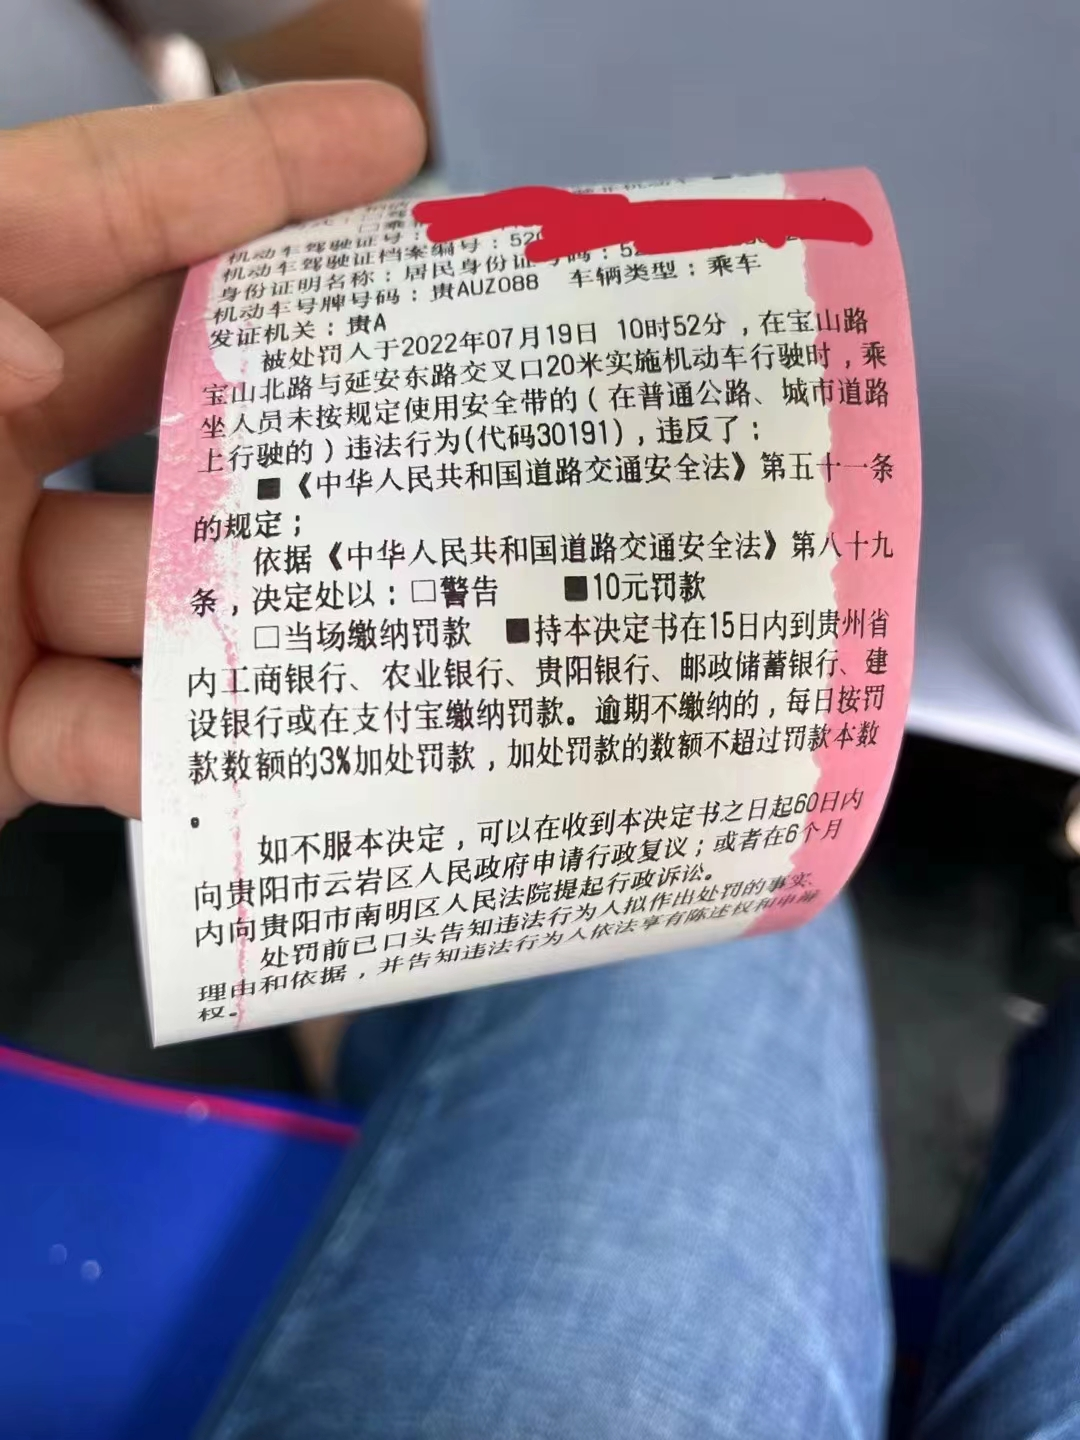 机动车驾驶证号：
机动车驾驶证档案编号：52
身份证明名称：居民身份证号码：52
机动车号牌号码：贵AUZ088 车辆类型：乘车
发证机关：贵A
被处罚人于2022年07月19日 10时52分，在宝山路
宝山北路与延安东路交叉口20米实施机动车行驶时，乘
坐人员未按规定使用安全带的（在普通公路、城市道路
上行驶的）违法行为(代码30191)，违反了：
■《中华人民共和国道路交通安全法》第五十一条
的规定；
依据《中华人民共和国道路交通安全法》第八十九
条，决定处以：□警告 ■10元罚款
□当场缴纳罚款 ■持本决定书在15日内到贵州省
内工商银行、农业银行、贵阳银行、邮政储蓄银行、建
设银行或在支付宝缴纳罚款。逾期不缴纳的，每日按罚
款数额的3%加处罚款，加处罚款的数额不超过罚款本数
。
如不服本决定，可以在收到本决定书之日起60日内
向贵阳市云岩区人民政府申请行政复议；或者在6个月
内向贵阳市南明区人民法院提起行政诉讼。
处罚前已口头告知违法行为人拟作出处罚的事实、
理由和依据，并告知违法行为人依法享有陈述权和申辩
权。